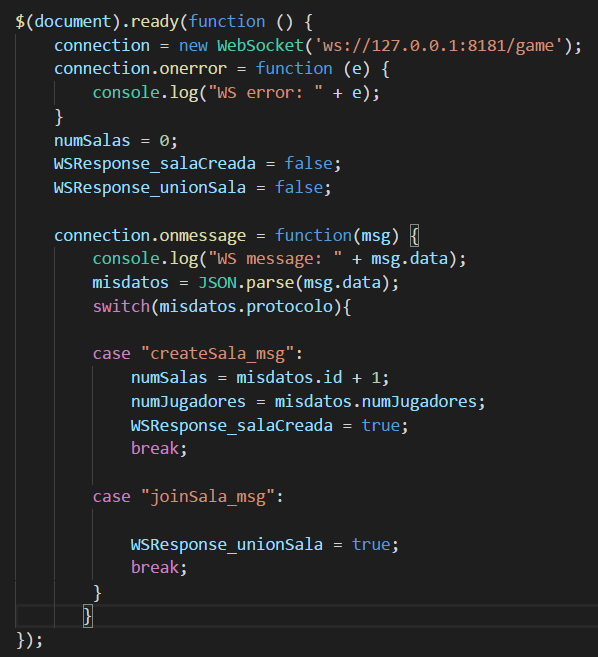 $(document).ready(function () {
    connection = new WebSocket('ws://127.0.0.1:8181/game');
    connection.onerror = function (e) {
        console.log("WS error: " + e);
    }
    numSalas = 0;
    WSResponse_salaCreada = false;
    WSResponse_unionSala = false;

    connection.onmessage = function(msg) {
        console.log("WS message: " + msg.data);
        misdatos = JSON.parse(msg.data);
        switch(misdatos.protocolo){

        case "createSala_msg":
            numSalas = misdatos.id + 1;
            numJugadores = misdatos.numJugadores;
            WSResponse_salaCreada = true;
            break;

        case "joinSala_msg":

            WSResponse_unionSala = true;
            break;
        }
       }
});